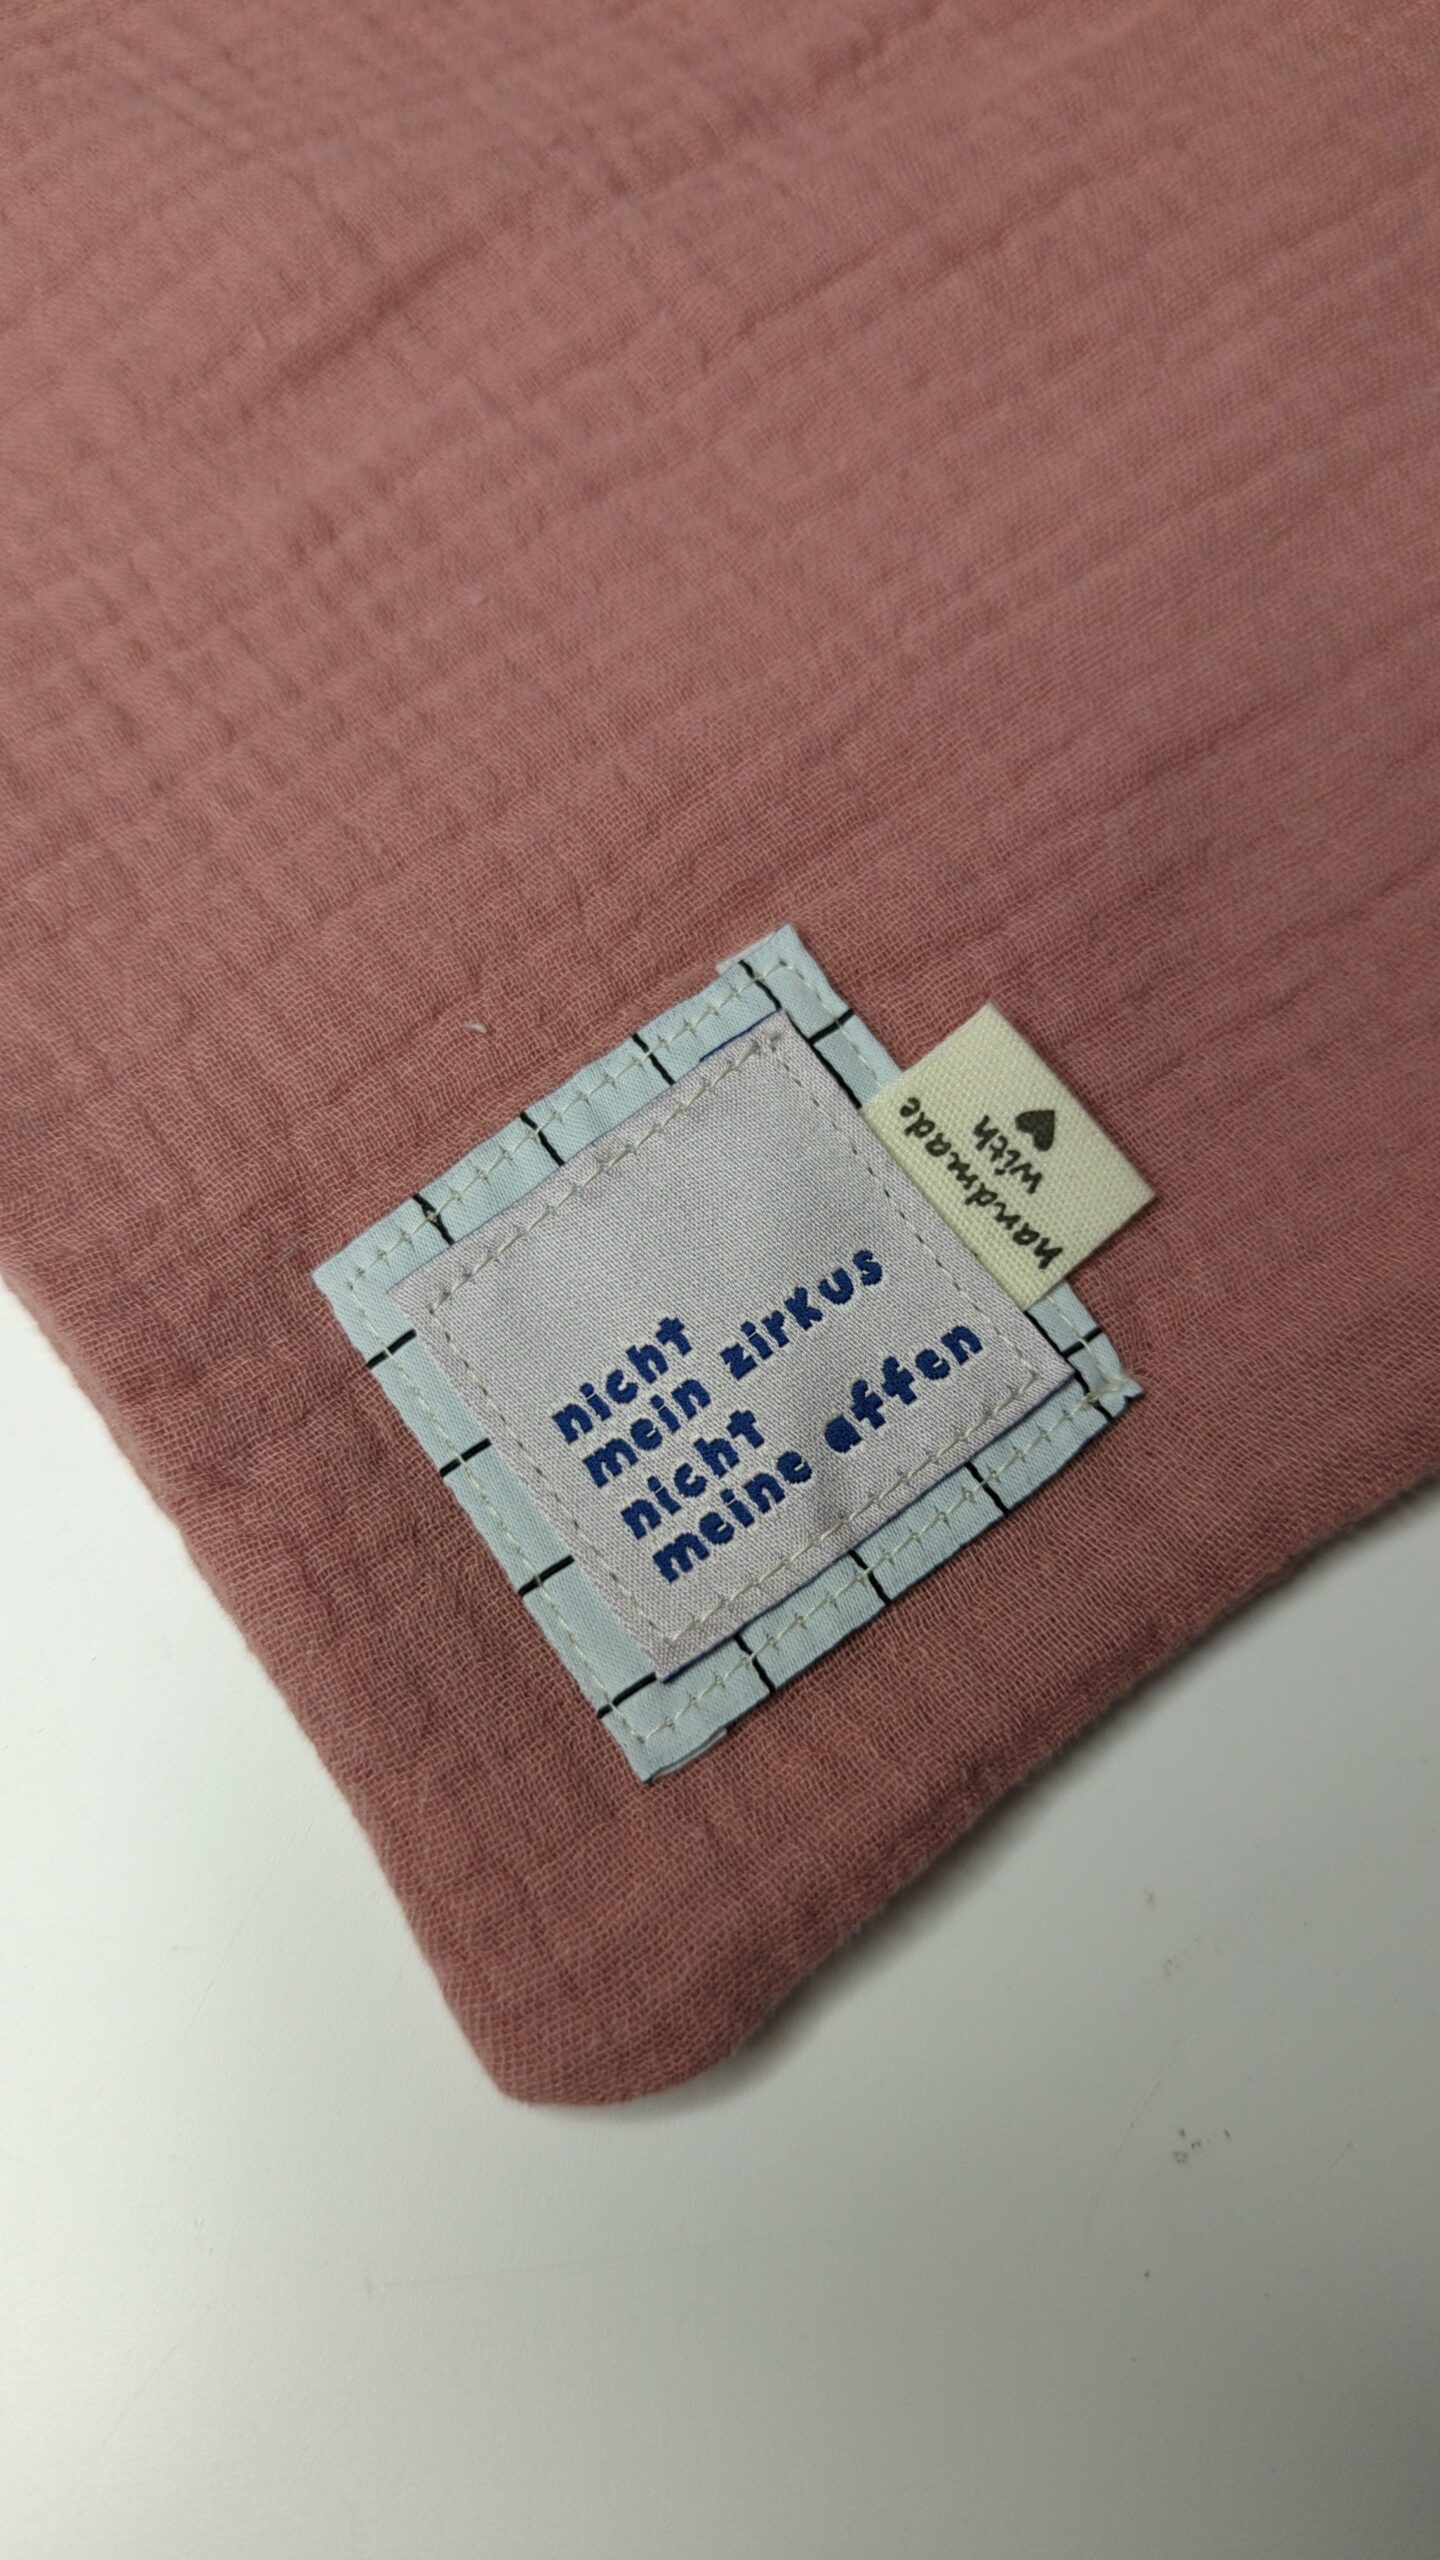 nicht
mein zirkus
nicht
meine affen
handmade
with